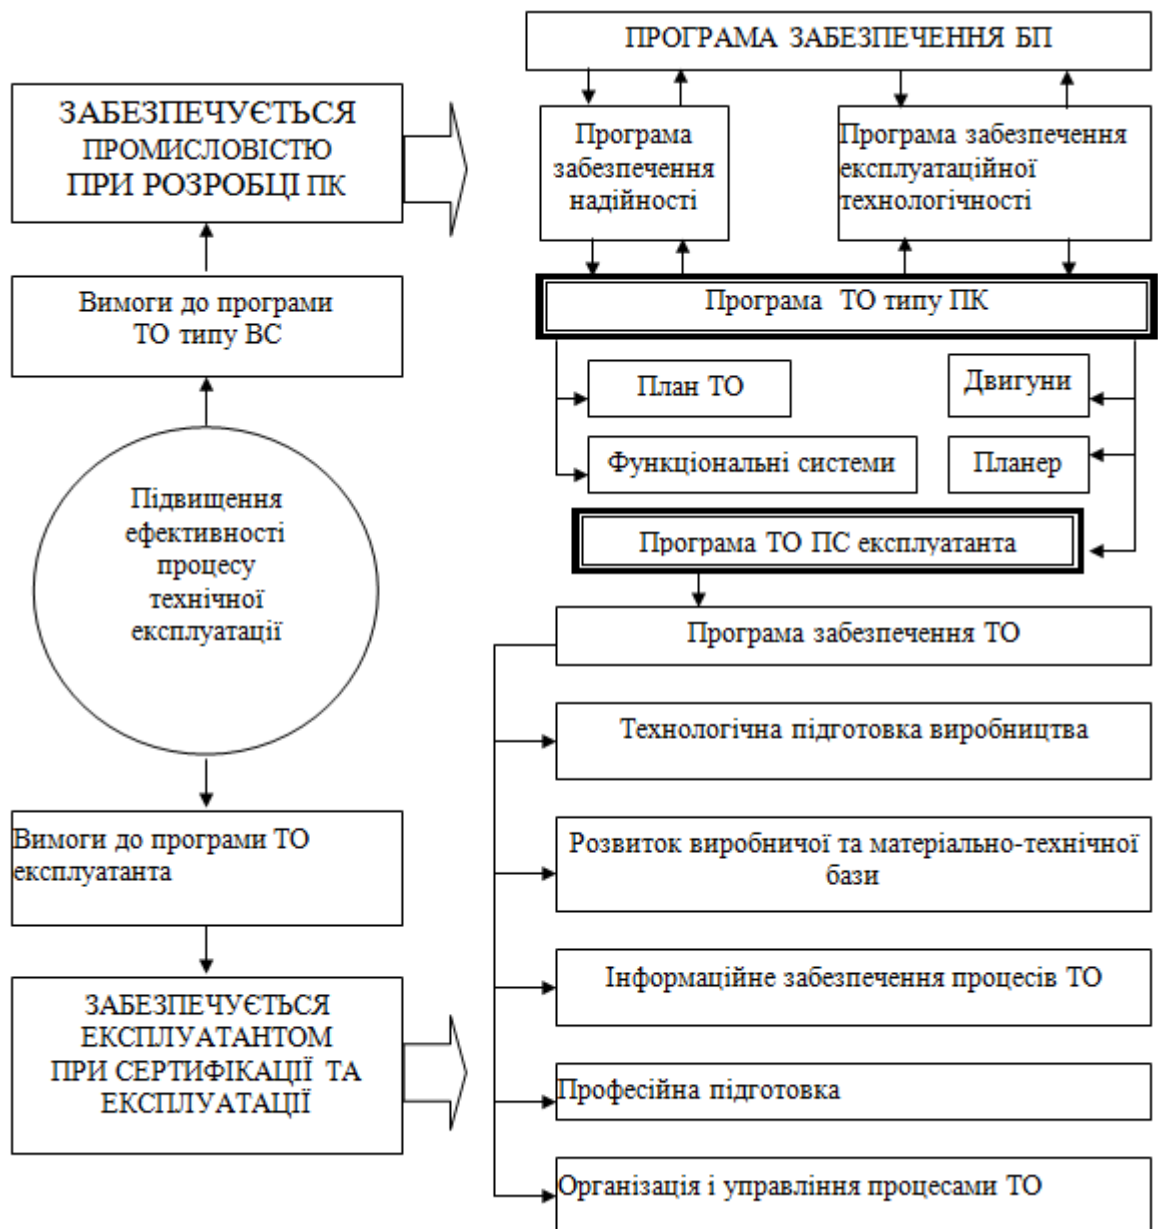 ПРОГРАМА ЗАБЕЗПЕЧЕННЯ БП
ЗАБЕЗПЕЧУЄТЬСЯ
ПРОМИСЛОВІСТЮ
ПРИ РОЗРОБЦІ ПК
Програма
забезпечення
надійності
Програма забезпечення
експлуатаційної
технологічності
Вимоги до програми
ТО типу ВС
Програма ТО типу ПК
План ТО
Двигуни
Функціональні системи
Планер
Підвищення
ефективності
процесу
технічної
експлуатації
Програма ТО ПС експлуатанта
Програма забезпечення ТО
Технологічна підготовка виробництва
Вимоги до програми ТО
експлуатанта
Розвиток виробничої та матеріально-технічної
бази
ЗАБЕЗПЕЧУЄТЬСЯ
ЕКСПЛУАТАНТОМ
ПРИ СЕРТИФІКАЦІЇ ТА
ЕКСПЛУАТАЦІЇ
Інформаційне забезпечення процесів ТО
Професійна підготовка
Організація і управління процесами ТО